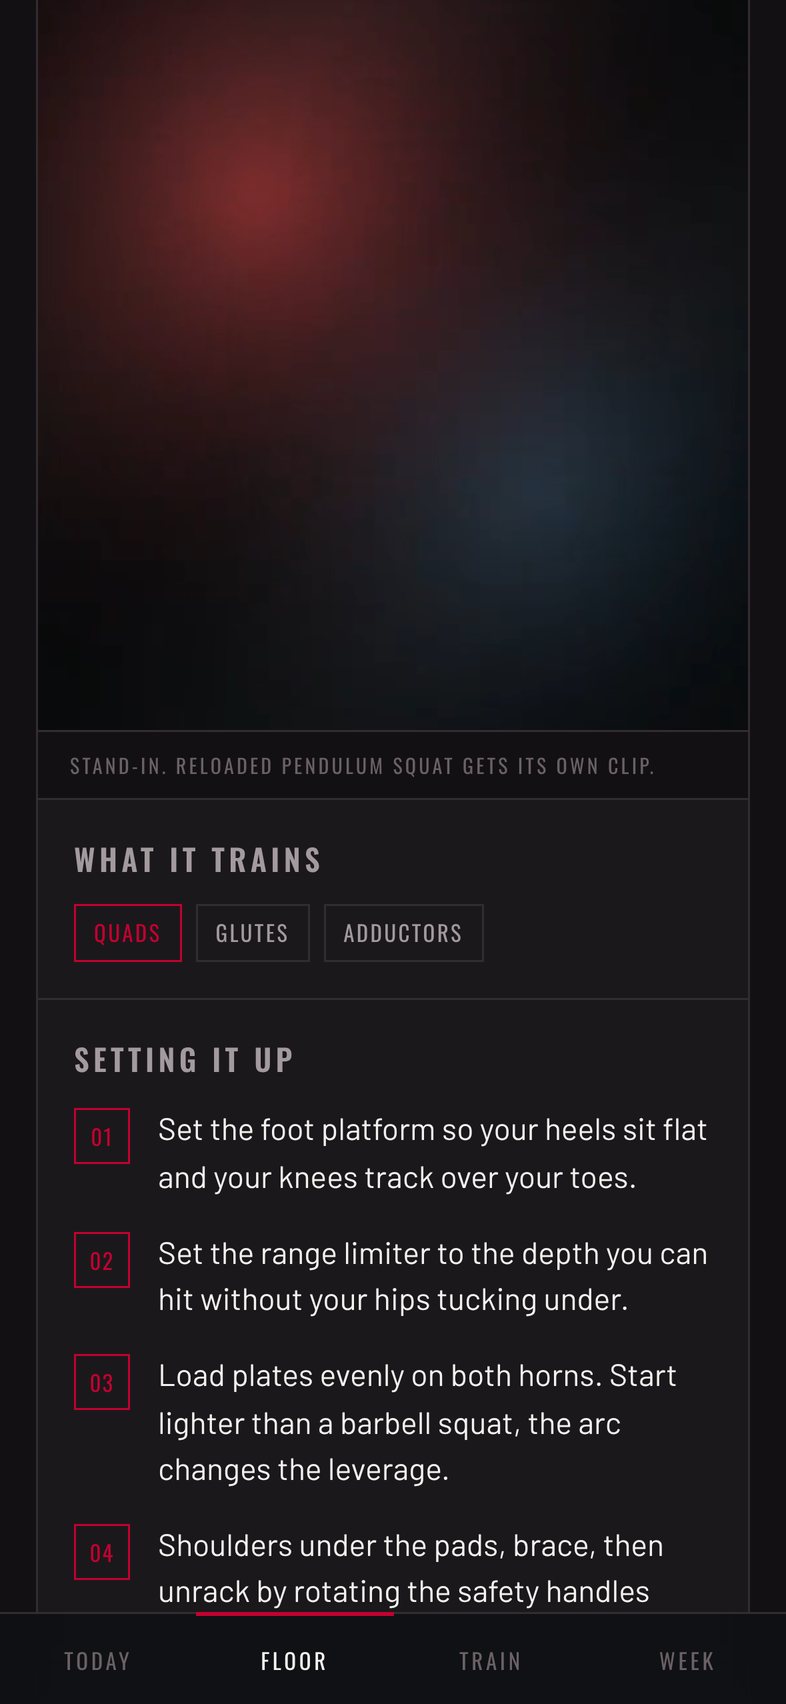 STAND-IN. RELOADED PENDULUM SQUAT GETS ITS OWN CLIP.
WHAT IT TRAINS
QUADS GLUTES ADDUCTORS
SETTING IT UP
01 Set the foot platform so your heels sit flat
and your knees track over your toes.
02 Set the range limiter to the depth you can
hit without your hips tucking under.
03 Load plates evenly on both horns. Start
lighter than a barbell squat, the arc
changes the leverage.
04 Shoulders under the pads, brace, then
unrack by rotating the safety handles
TODAY FLOOR TRAIN WEEK